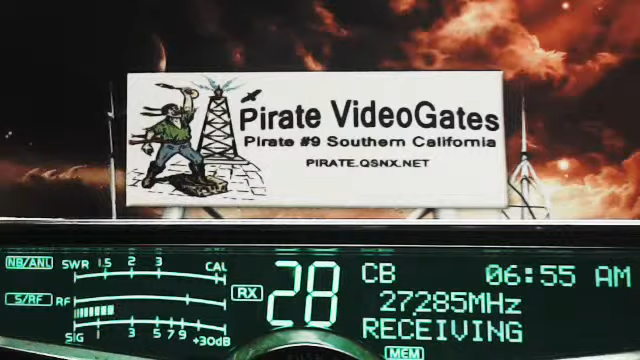 Pirate VideoGates
Pirate #9 Southern California
PIRATE.QSNX.NET
NB/ANL SWR 1.5 2 3 CAL
S/RF RF
SIG 1 3 5 7 9 +30dB
RX 28
CB 06:55 AM
27285MHz
RECEIVING
MEM